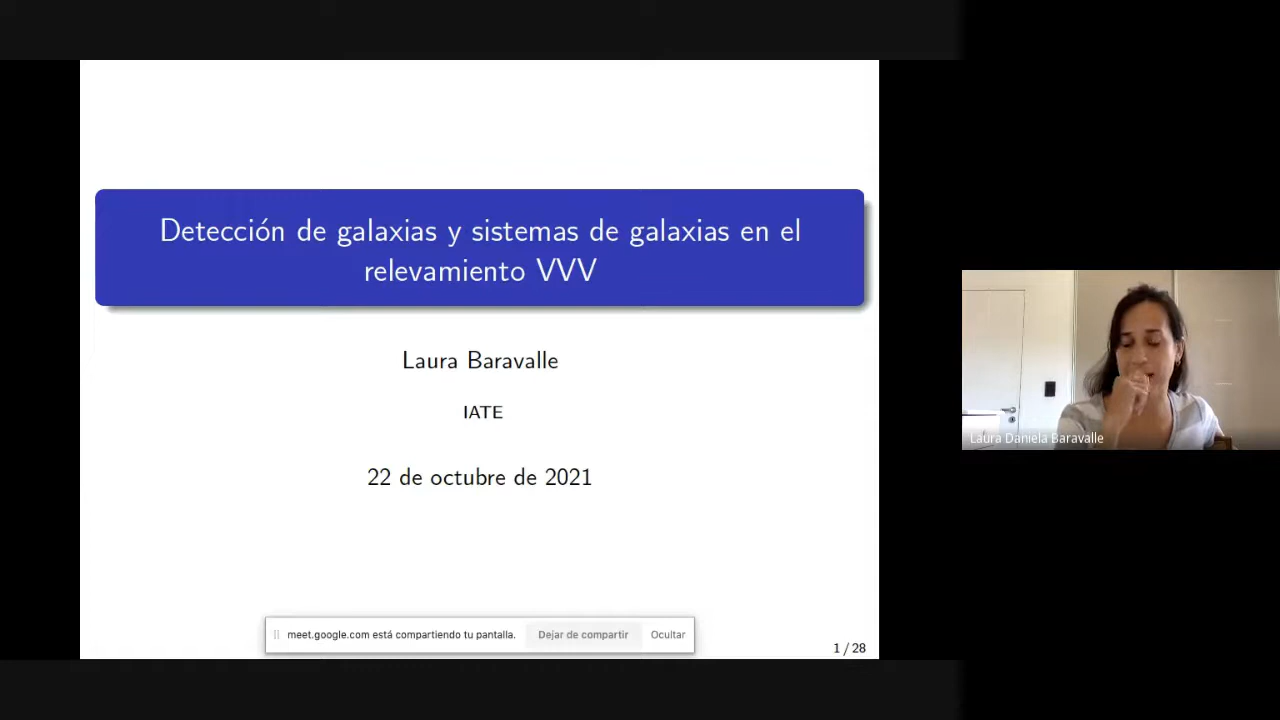 Detección de galaxias y sistemas de galaxias en el
relevamiento VVV
Laura Baravalle
IATE
22 de octubre de 2021
Laura Daniela Baravalle
meet.google.com está compartiendo tu pantalla. Dejar de compartir Ocultar
1 / 28